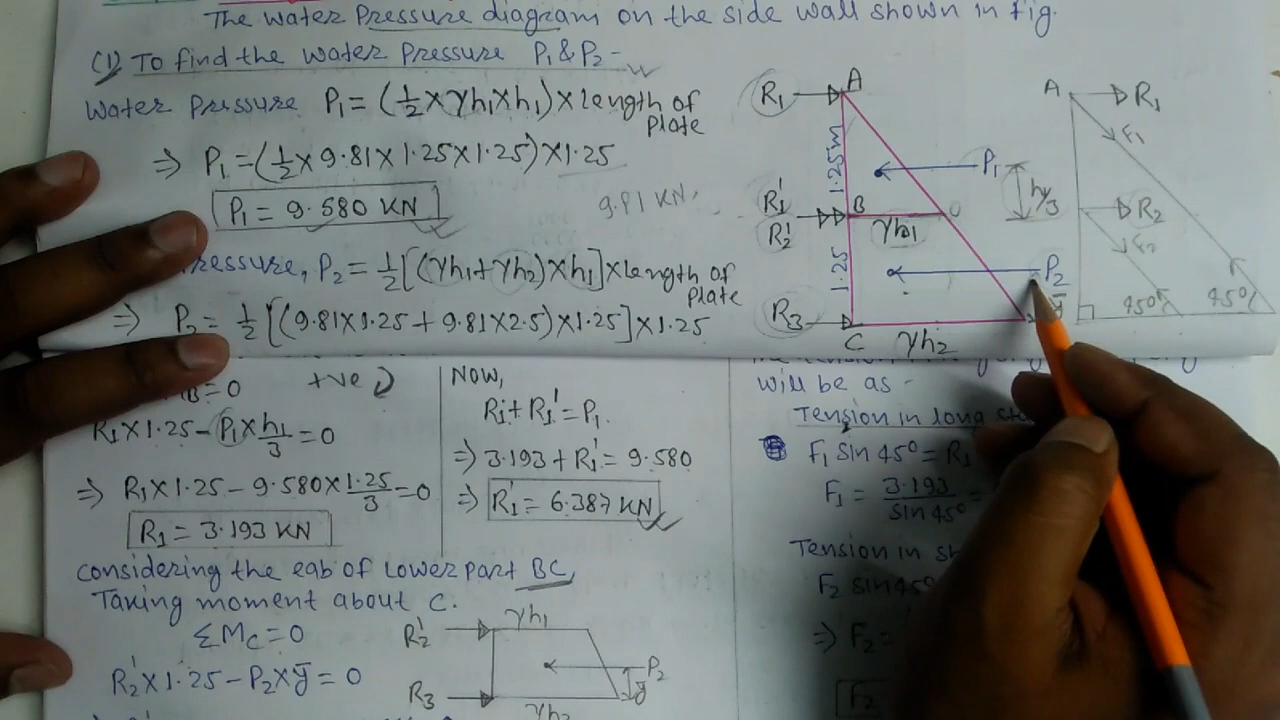 The water Pressure diagram on the side wall shown in fig.
(1) To find the water Pressure P₁ & P₂ -
Water Pressure P₁ = (½ × γh₁ × h₁) × length of plate
⇒ P₁ = (½ × 9.81 × 1.25 × 1.25) × 1.25
P₁ = 9.580 KN
9.81 KN.
ressure, P₂ = ½ [(γh₁ + γh₂) × h₁] × length of plate
⇒ P₂ = ½ [(9.81 × 1.25 + 9.81 × 2.5) × 1.25] × 1.25
R₁
A
1.25m
P₁
h/3
R₁'
B
R₂'
γh₁
1.25
P₂
ȳ
R₃
C
γh₂
A
R₁
F₁
R₂
F₂
45°
45°
B = 0 +ve
R₁ × 1.25 - P₁ × h₁/3 = 0
⇒ R₁ × 1.25 - 9.580 × 1.25/3 = 0
R₁ = 3.193 KN
NOW,
R₁ + R₁' = P₁.
⇒ 3.193 + R₁' = 9.580
⇒ R₁' = 6.387 KN
will be as -
Tension in long
F₁ sin 45° = R₁
F₁ = 3.193/sin 45° =
Tension in
F₂ sin 45°
⇒ F₂ =
F₂
considering the eqb of lower part BC,
Taking moment about C.
ΣMc = 0
R₂' × 1.25 - P₂ × ȳ = 0
γh₁
R₂'
P₂
ȳ
R₃
γh₂